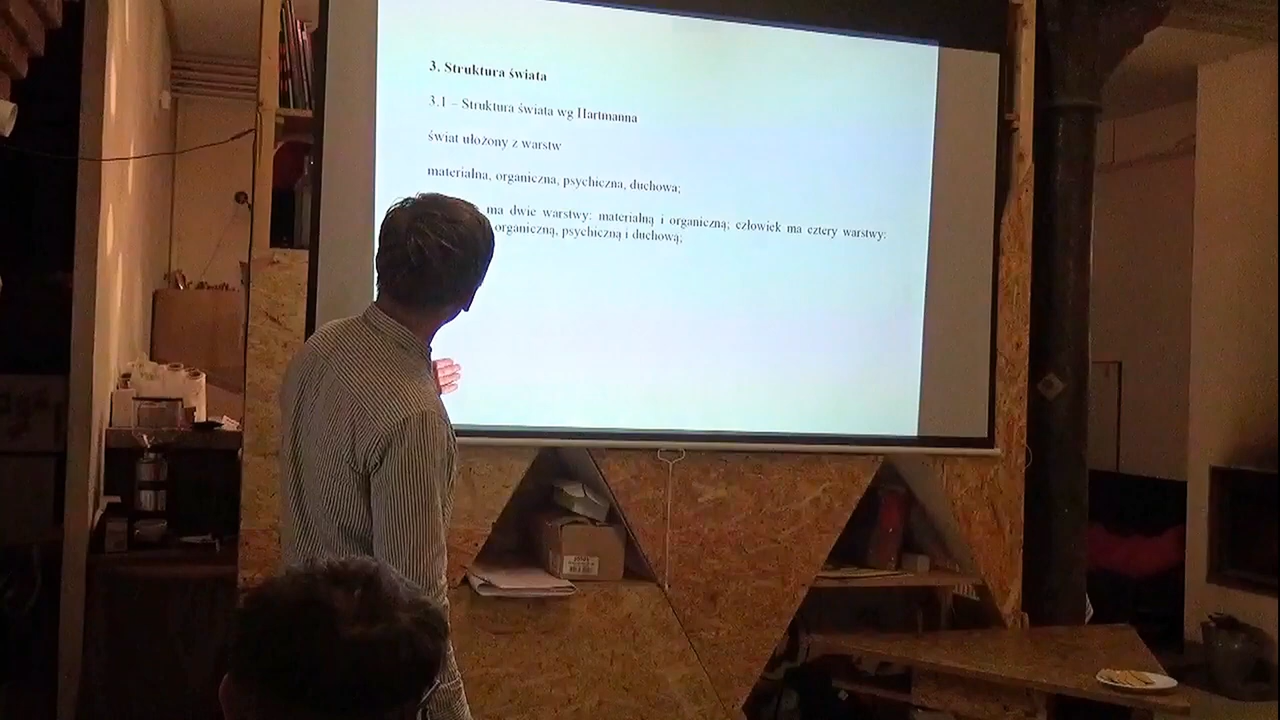 3. Struktura świata
3.1 – Struktura świata wg Hartmanna
świat ułożony z warstw
materialna, organiczna, psychiczna, duchowa;
ma dwie warstwy: materialną i organiczną; człowiek ma cztery warstwy:
organiczną, psychiczną i duchową;